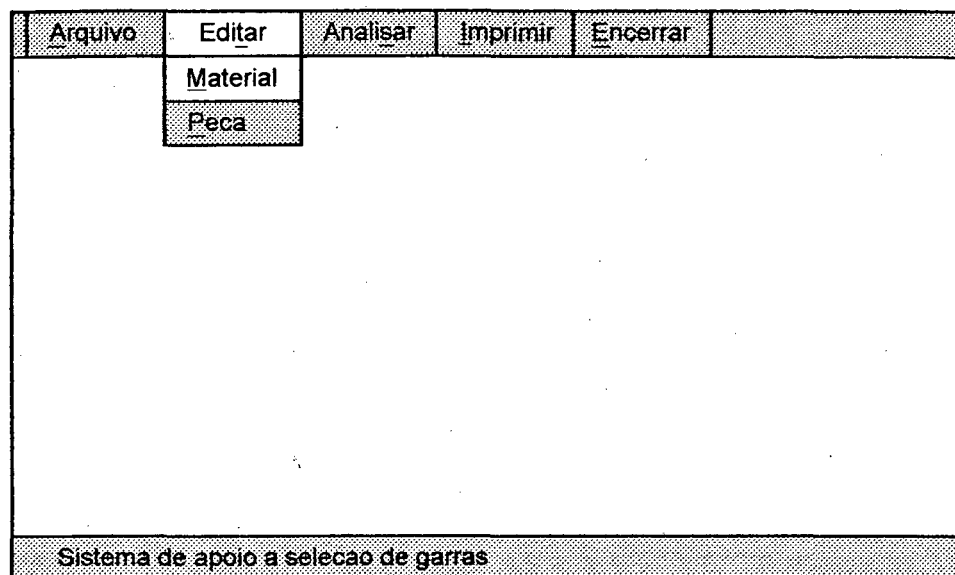 Arquivo Editar Analisar Imprimir Encerrar
Material
Peca
Sistema de apoio a selecao de garras